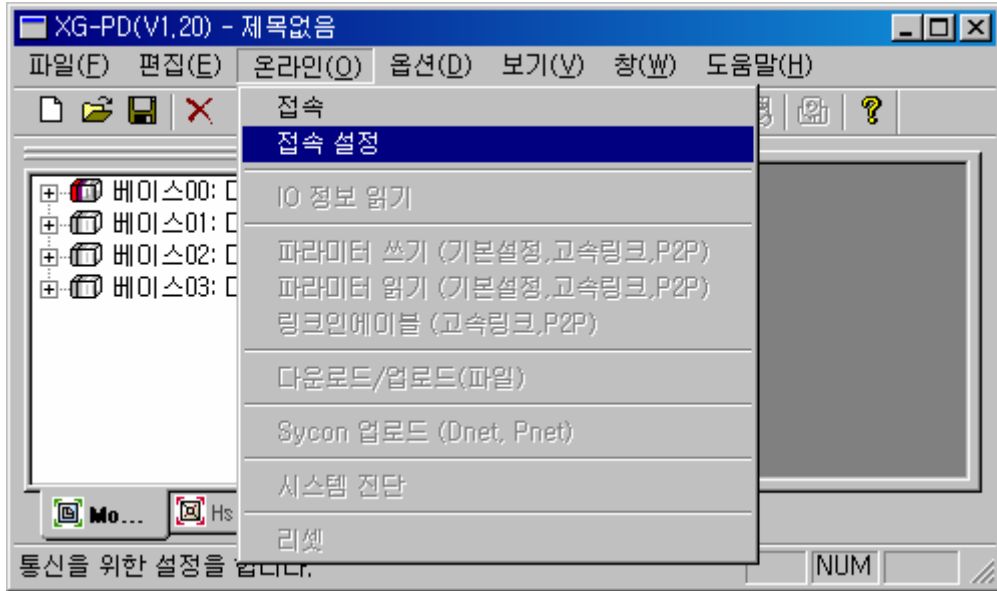 XG-PD(V1,20) - 제목없음
파일(F) 편집(E) 온라인(O) 옵션(D) 보기(V) 창(W) 도움말(H)
접속
접속 설정
IO 정보 읽기
파라미터 쓰기 (기본설정,고속링크,P2P)
파라미터 읽기 (기본설정,고속링크,P2P)
링크인에이블 (고속링크,P2P)
다운로드/업로드(파일)
Sycon 업로드 (Dnet, Pnet)
시스템 진단
리셋
베이스00:
베이스01:
베이스02:
베이스03:
Mo... Hs
통신을 위한 설정을 합니다.
NUM